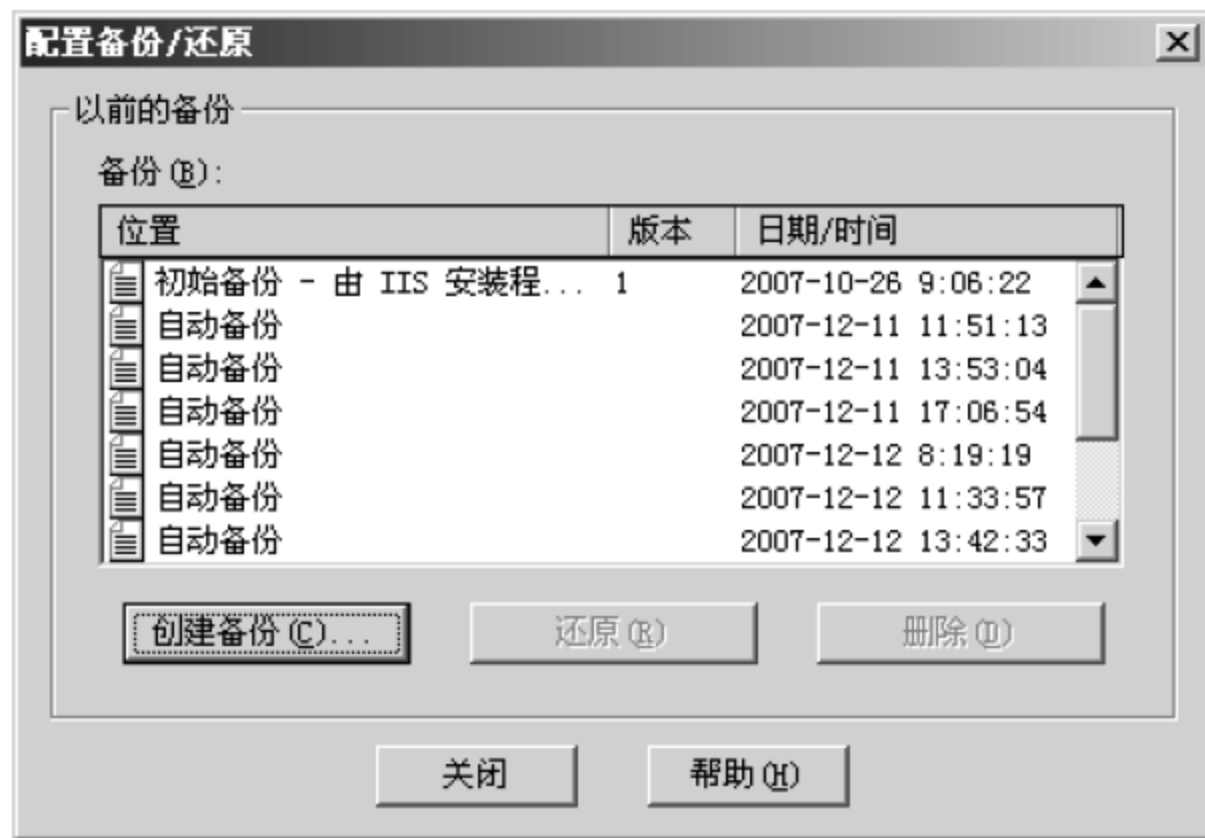 配置备份/还原
以前的备份
备份(B):
位置 版本 日期/时间
初始备份 - 由 IIS 安装程... 1 2007-10-26 9:06:22
自动备份 2007-12-11 11:51:13
自动备份 2007-12-11 13:53:04
自动备份 2007-12-11 17:06:54
自动备份 2007-12-12 8:19:19
自动备份 2007-12-12 11:33:57
自动备份 2007-12-12 13:42:33
创建备份(C)... 还原(R) 删除(D)
关闭 帮助(H)